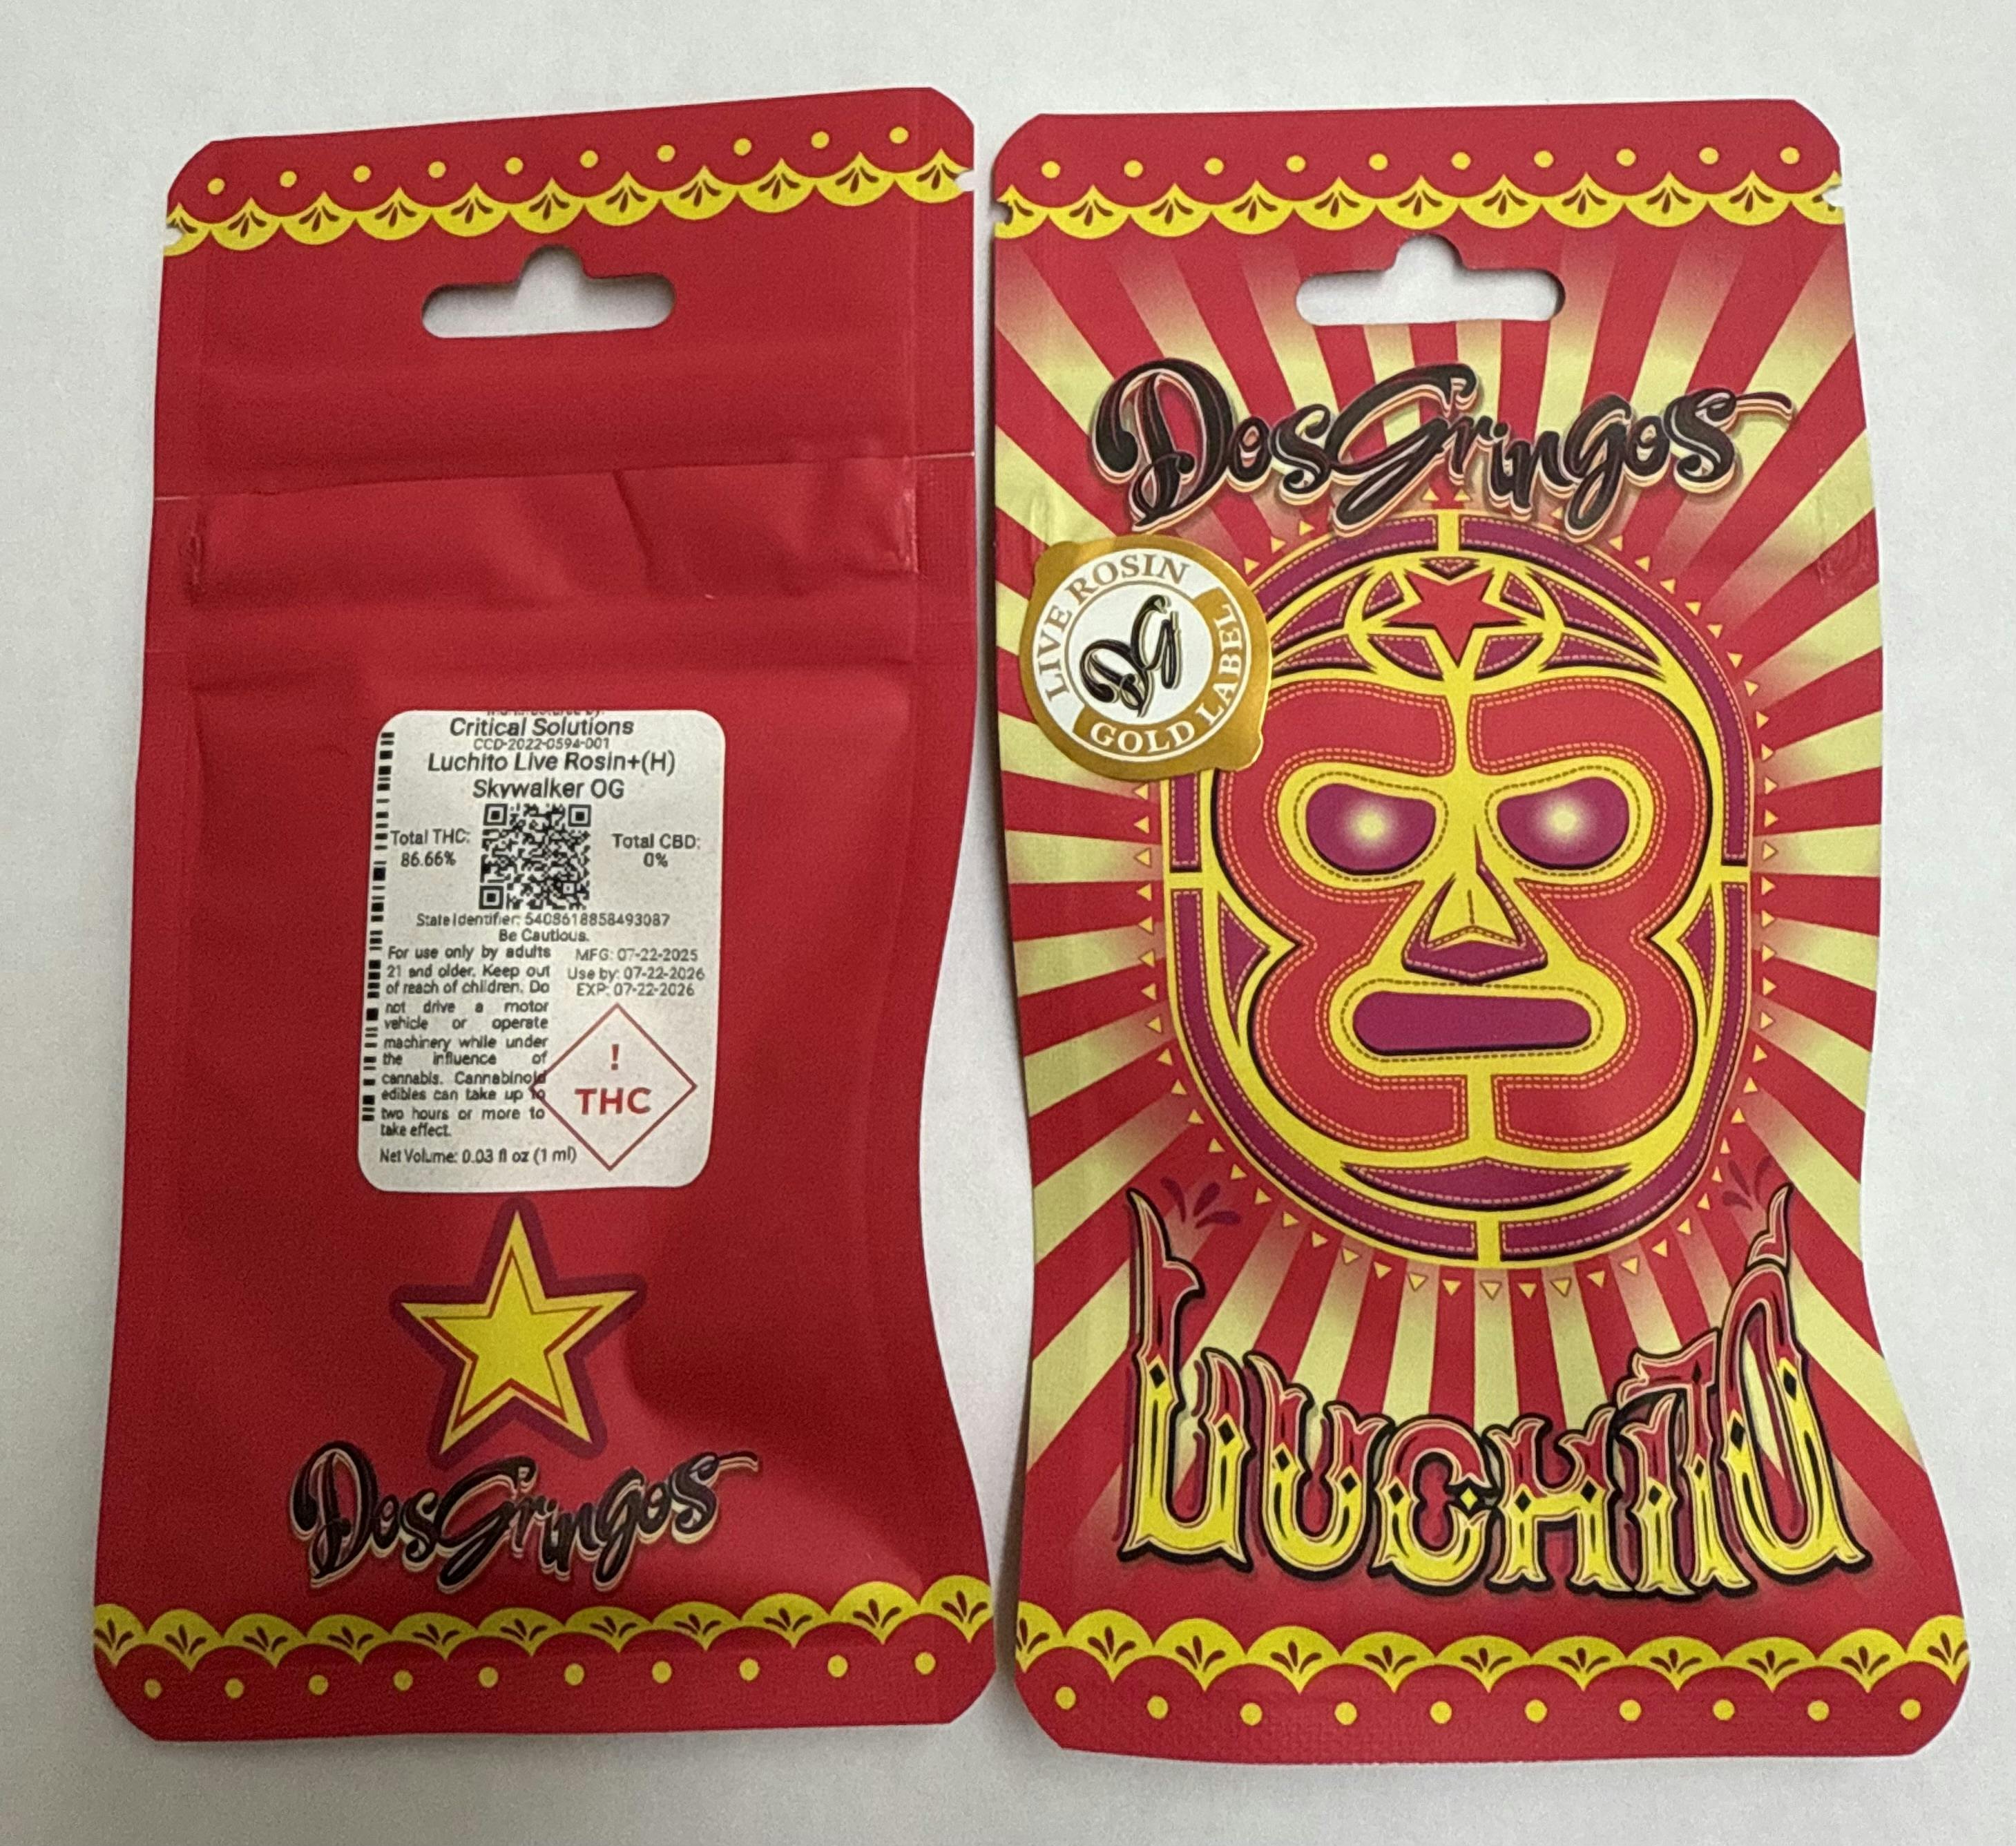 Critical Solutions
CCD-2022-0594-001
Luchito Live Rosin+(H)
Skywalker OG
Total THC:
86.66%
Total CBD:
0%
State Identifier: 5408618858493087
Be Cautious.
For use only by adults
21 and older. Keep out
of reach of children. Do
not drive a motor
vehicle or operate
machinery while under
the influence of
cannabis. Cannabinoid
edibles can take up to
two hours or more to
take effect.
MFG: 07-22-2025
Use by: 07-22-2026
EXP: 07-22-2026
!
THC
Net Volume: 0.03 fl oz (1 ml)
DosGringos
DosGringos
LIVE ROSIN
DG
GOLD LABEL
LUCHITO